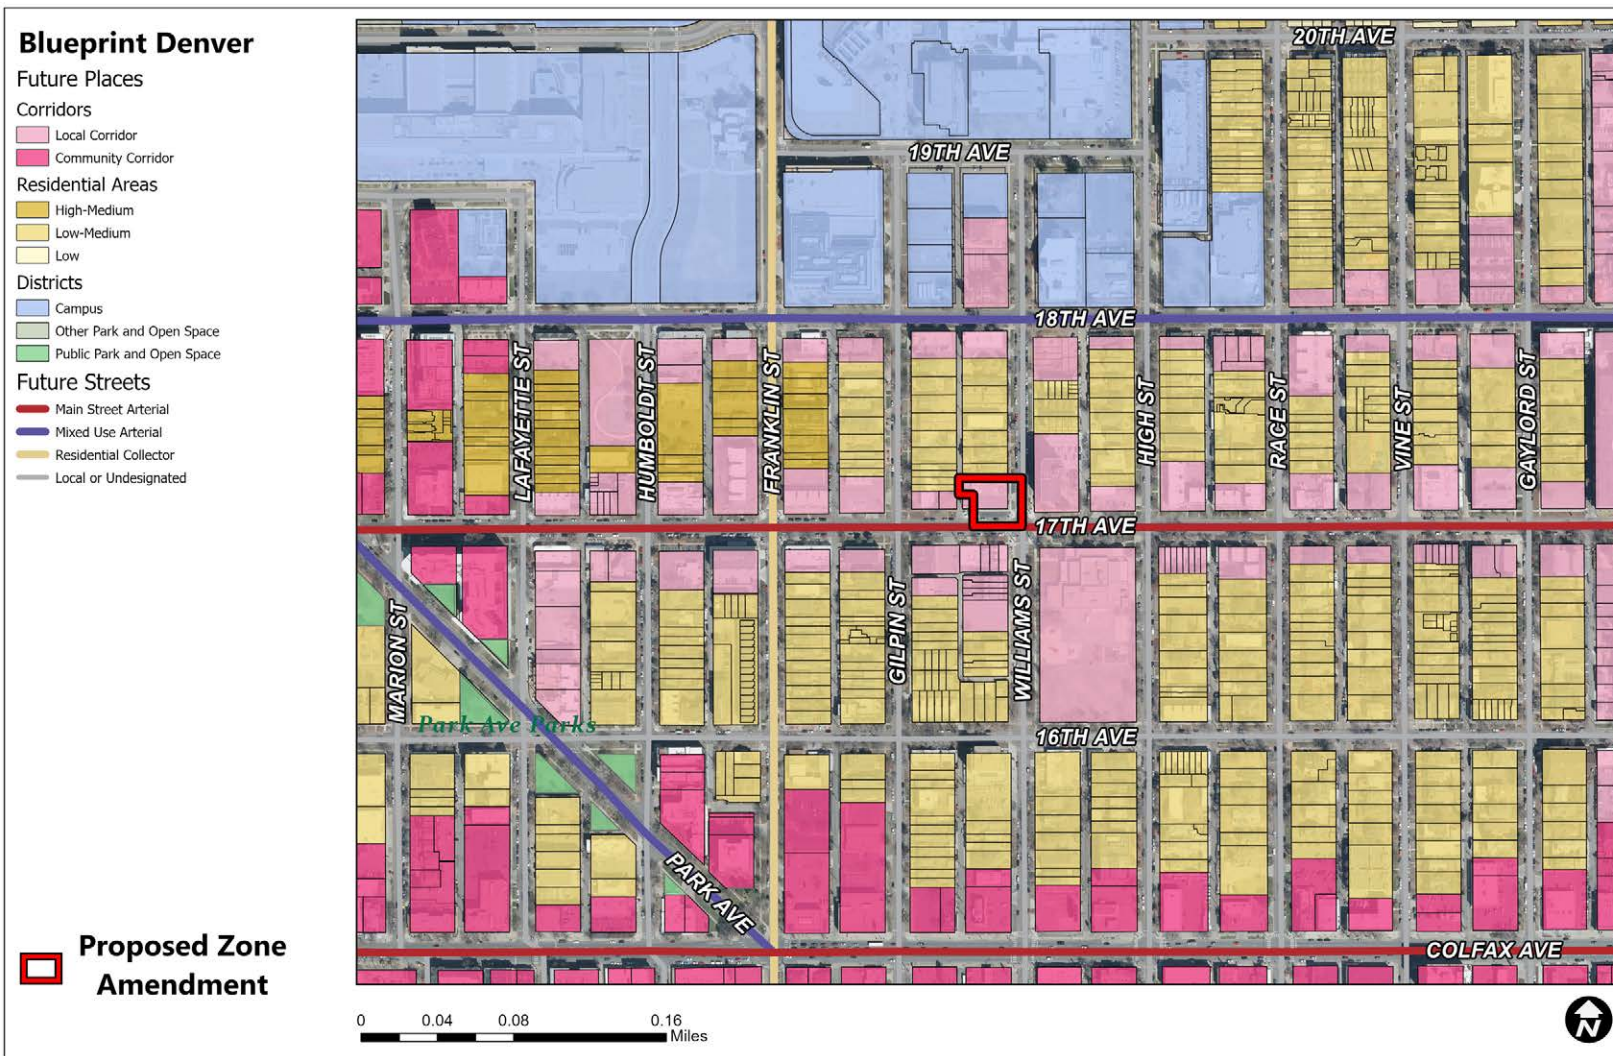 Blueprint Denver
Future Places
Corridors
Local Corridor
Community Corridor
Residential Areas
High-Medium
Low-Medium
Low
Districts
Campus
Other Park and Open Space
Public Park and Open Space
Future Streets
Main Street Arterial
Mixed Use Arterial
Residential Collector
Local or Undesignated
Proposed Zone
Amendment
20TH AVE
19TH AVE
18TH AVE
LAFAYETTE ST
HUMBOLDT ST
FRANKLIN ST
HIGH ST
RACE ST
VINE ST
GAYLORD ST
17TH AVE
MARION ST
GILPIN ST
WILLIAMS ST
Park Ave Parks
16TH AVE
PARK AVE
COLFAX AVE
0 0.04 0.08 0.16
Miles
N